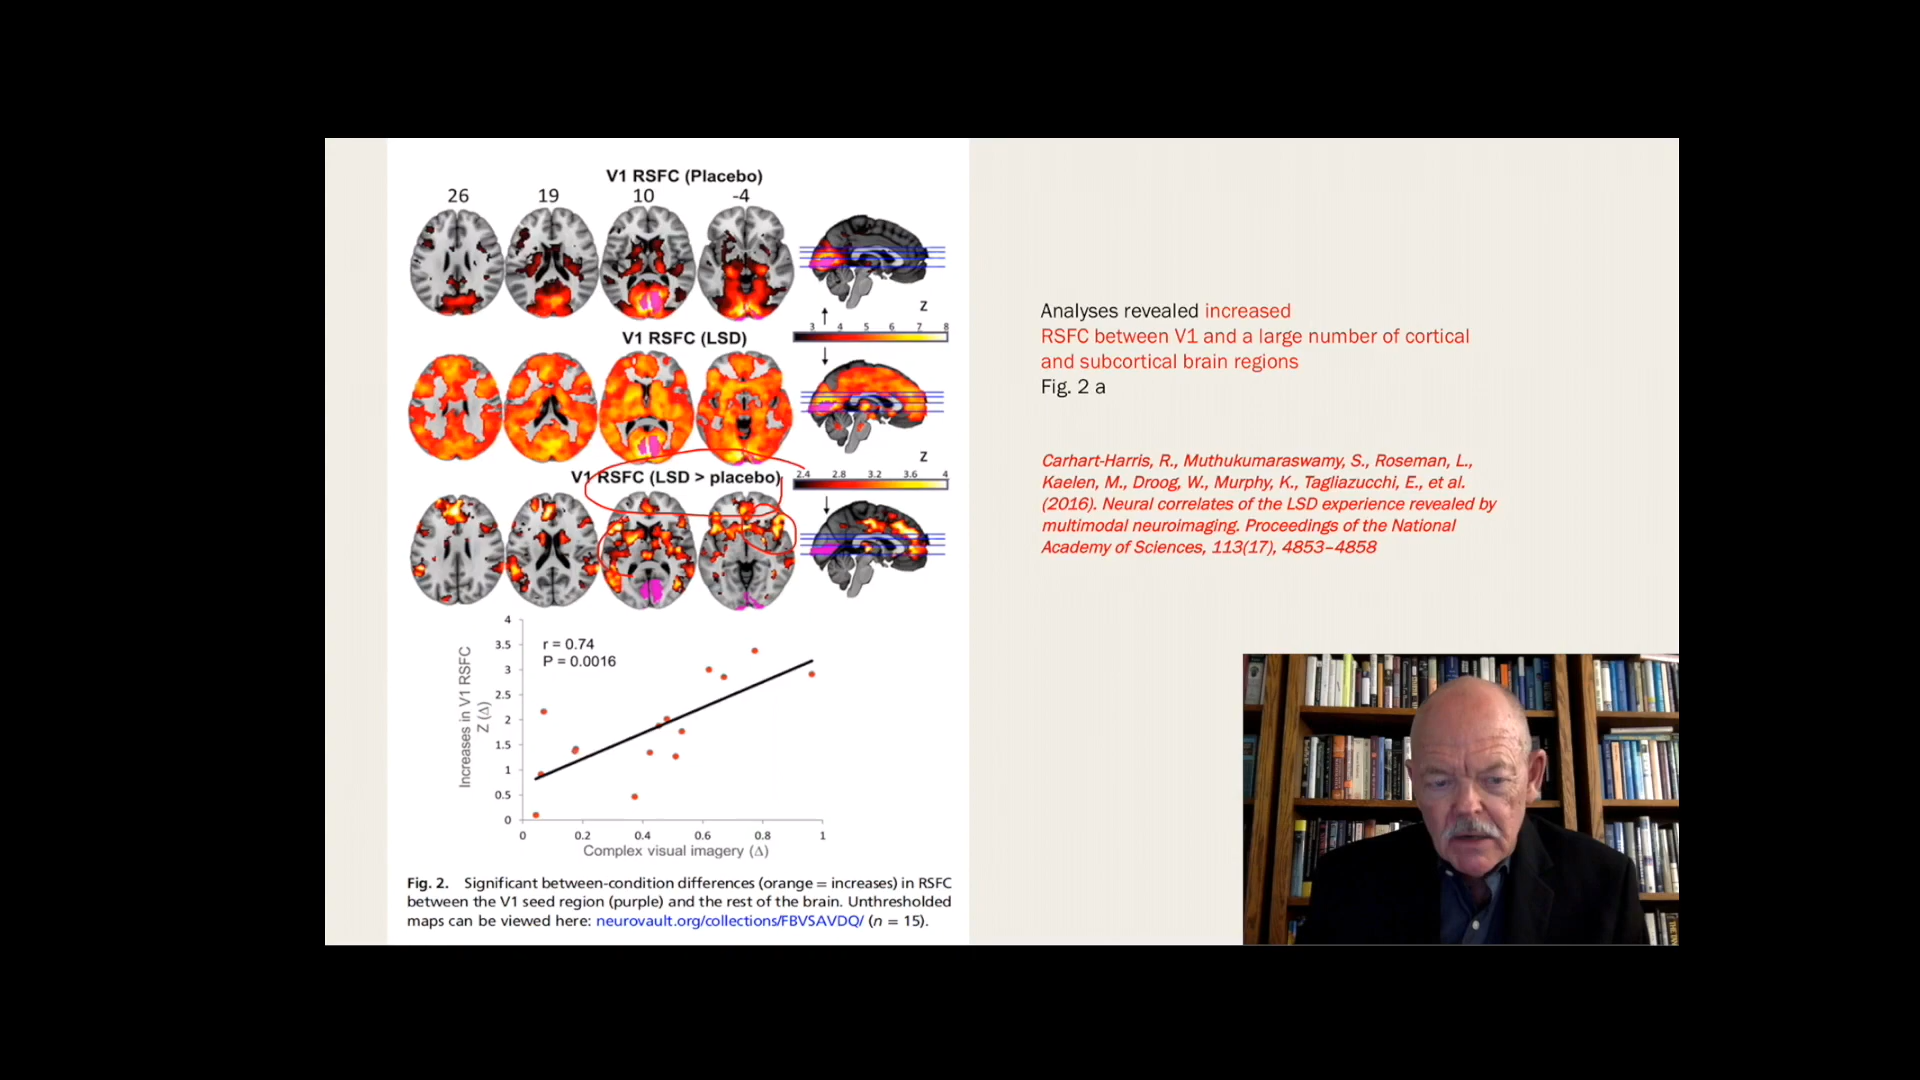 V1 RSFC (Placebo)
26 19 10 -4
Z
3 4 5 6 7 8
V1 RSFC (LSD)
Z
V1 RSFC (LSD > placebo)
2.4 2.8 3.2 3.6 4
4
3.5
3
2.5
2
1.5
1
0.5
0
r = 0.74
P = 0.0016
Increases in V1 RSFC
Z (Δ)
0 0.2 0.4 0.6 0.8 1
Complex visual imagery (Δ)
Fig. 2. Significant between-condition differences (orange = increases) in RSFC
between the V1 seed region (purple) and the rest of the brain. Unthresholded
maps can be viewed here: neurovault.org/collections/FBVSAVDQ/ (n = 15).
Analyses revealed increased
RSFC between V1 and a large number of cortical
and subcortical brain regions
Fig. 2 a
Carhart-Harris, R., Muthukumaraswamy, S., Roseman, L.,
Kaelen, M., Droog, W., Murphy, K., Tagliazucchi, E., et al.
(2016). Neural correlates of the LSD experience revealed by
multimodal neuroimaging. Proceedings of the National
Academy of Sciences, 113(17), 4853–4858